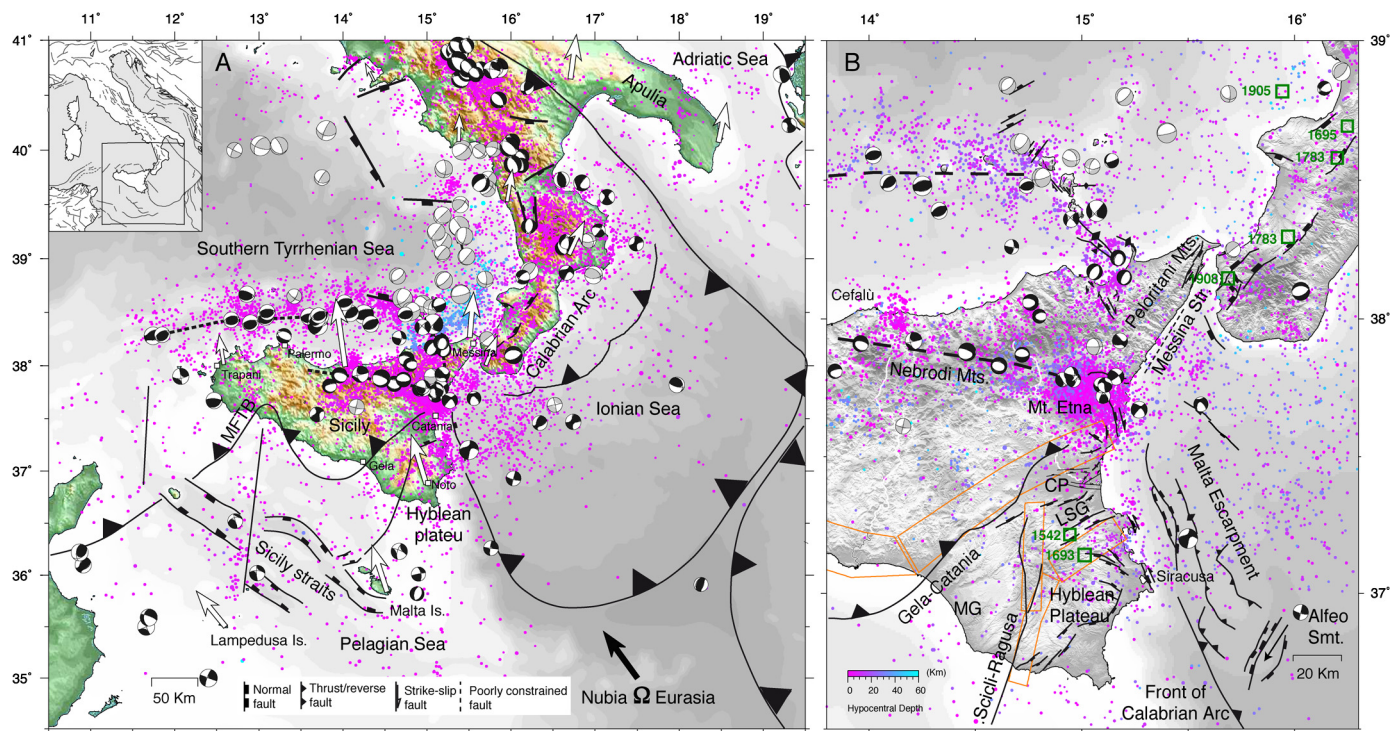 11° 12° 13° 14° 15° 16° 17° 18° 19°
41°
40°
39°
38°
37°
36°
35°
A
Adriatic Sea
Apulia
Southern Tyrrhenian Sea
Calabrian Arc
Messina
Palermo
Trapani
MFTB
Sicily
Catania
Ionian Sea
Gela
Noto
Hyblean
plateu
Sicily straits
Malta Is.
Lampedusa Is.
Pelagian Sea
50 Km
Normal
fault
Thrust/reverse
fault
Strike-slip
fault
Poorly constrained
fault
Nubia Ω Eurasia
14° 15° 16°
39°
38°
37°
B
1905
1695
1783
1783
1908
Cefalù
Peloritani Mts.
Messina Str.
Nebrodi Mts.
Mt. Etna
CP
LSG
1542
1693
Malta Escarpment
Siracusa
Gela-Catania
MG
Hyblean
Plateau
Scicli-Ragusa
Alfeo
Smt.
20 Km
Front of
Calabrian Arc
(Km)
0 20 40 60
Hypocentral Depth